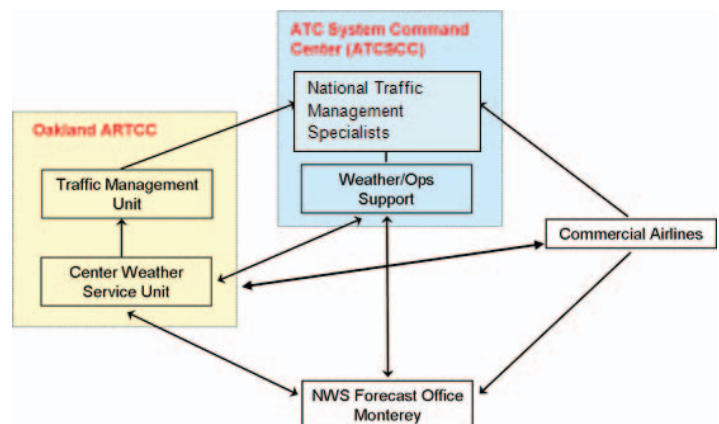 ATC System Command
Center (ATCSCC)
National Traffic
Management
Specialists
Oakland ARTCC
Traffic Management
Unit
Weather/Ops
Support
Commercial Airlines
Center Weather
Service Unit
NWS Forecast Office
Monterey